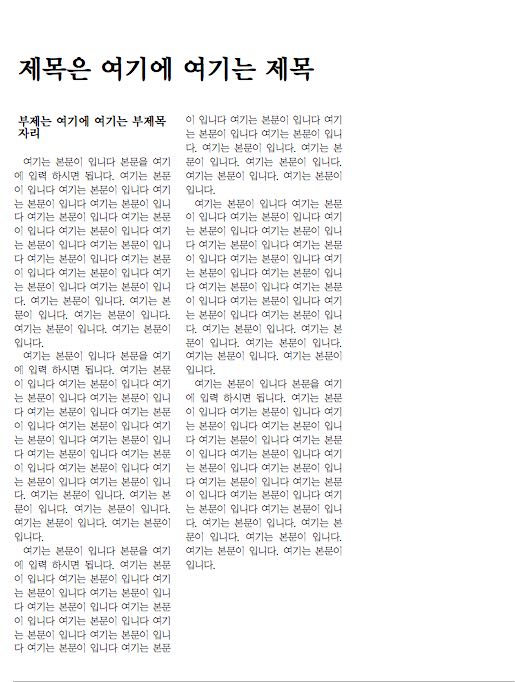 제목은 여기에 여기는 제목
부제는 여기에 여기는 부제목
자리
여기는 본문이 입니다 본문을 여기
에 입력 하시면 됩니다. 여기는 본문
이 입니다 여기는 본문이 입니다 여기
는 본문이 입니다 여기는 본문이 입니
다 여기는 본문이 입니다 여기는 본문
이 입니다 여기는 본문이 입니다 여기
는 본문이 입니다 여기는 본문이 입니
다 여기는 본문이 입니다 여기는 본문
이 입니다 여기는 본문이 입니다 여기
는 본문이 입니다 여기는 본문이 입니
다. 여기는 본문이 입니다. 여기는 본
문이 입니다. 여기는 본문이 입니다.
여기는 본문이 입니다. 여기는 본문이
입니다.
여기는 본문이 입니다 본문을 여기
에 입력 하시면 됩니다. 여기는 본문
이 입니다 여기는 본문이 입니다 여기
는 본문이 입니다 여기는 본문이 입니
다 여기는 본문이 입니다 여기는 본문
이 입니다 여기는 본문이 입니다 여기
는 본문이 입니다 여기는 본문이 입니
다 여기는 본문이 입니다 여기는 본문
이 입니다 여기는 본문이 입니다 여기
는 본문이 입니다 여기는 본문이 입니
다. 여기는 본문이 입니다. 여기는 본
문이 입니다. 여기는 본문이 입니다.
여기는 본문이 입니다. 여기는 본문이
입니다.
여기는 본문이 입니다 본문을 여기
에 입력 하시면 됩니다. 여기는 본문
이 입니다 여기는 본문이 입니다 여기
는 본문이 입니다 여기는 본문이 입니
다 여기는 본문이 입니다 여기는 본문
이 입니다 여기는 본문이 입니다 여기
는 본문이 입니다 여기는 본문이 입니
다 여기는 본문이 입니다 여기는 본문
이 입니다 여기는 본문이 입니다 여기
는 본문이 입니다 여기는 본문이 입니
다. 여기는 본문이 입니다. 여기는 본
문이 입니다. 여기는 본문이 입니다.
여기는 본문이 입니다. 여기는 본문이
입니다.
여기는 본문이 입니다 여기는 본문
이 입니다 여기는 본문이 입니다 여기
는 본문이 입니다 여기는 본문이 입니
다 여기는 본문이 입니다 여기는 본문
이 입니다 여기는 본문이 입니다 여기
는 본문이 입니다 여기는 본문이 입니
다 여기는 본문이 입니다 여기는 본문
이 입니다 여기는 본문이 입니다 여기
는 본문이 입니다 여기는 본문이 입니
다. 여기는 본문이 입니다. 여기는 본
문이 입니다. 여기는 본문이 입니다.
여기는 본문이 입니다. 여기는 본문이
입니다.
여기는 본문이 입니다 본문을 여기
에 입력 하시면 됩니다. 여기는 본문
이 입니다 여기는 본문이 입니다 여기
는 본문이 입니다 여기는 본문이 입니
다 여기는 본문이 입니다 여기는 본문
이 입니다 여기는 본문이 입니다 여기
는 본문이 입니다 여기는 본문이 입니
다 여기는 본문이 입니다 여기는 본문
이 입니다 여기는 본문이 입니다 여기
는 본문이 입니다 여기는 본문이 입니
다. 여기는 본문이 입니다. 여기는 본
문이 입니다. 여기는 본문이 입니다.
여기는 본문이 입니다. 여기는 본문이
입니다.